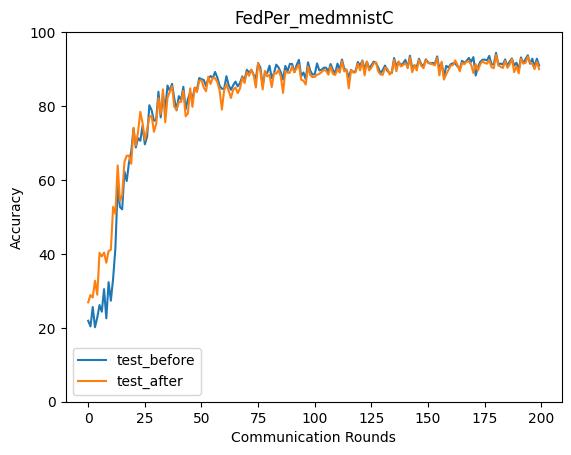 FedPer_medmnistC
100
80
60
40
20
0
Accuracy
test_before
test_after
0 25 50 75 100 125 150 175 200
Communication Rounds